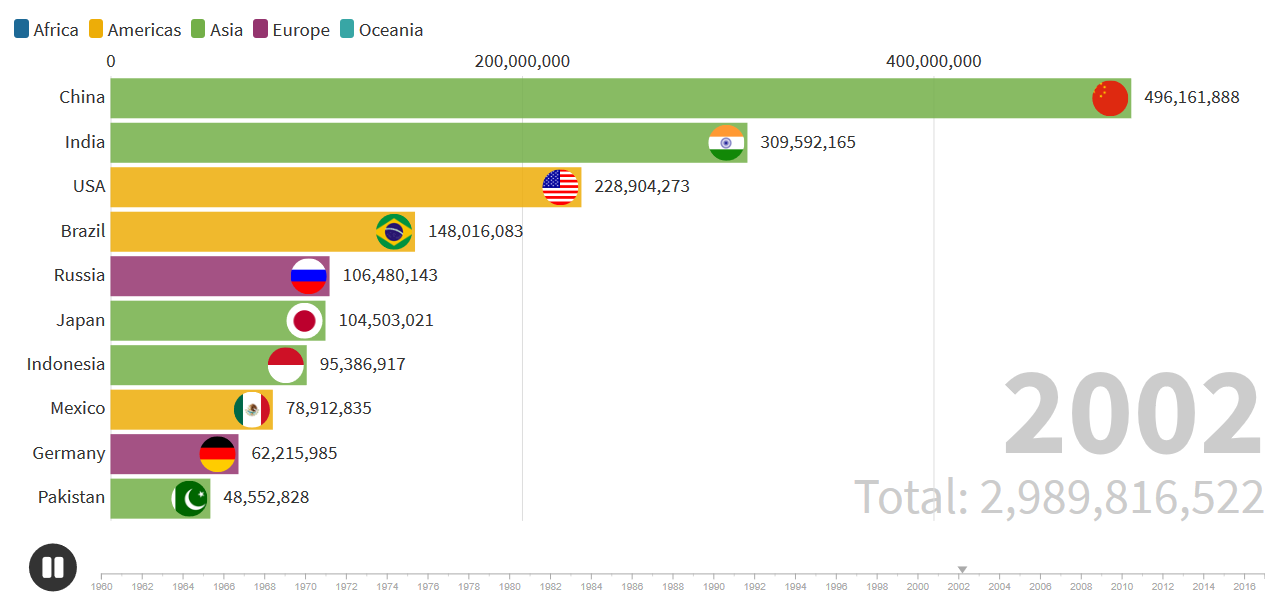 Africa Americas Asia Europe Oceania
0 200,000,000 400,000,000
China 496,161,888
India 309,592,165
USA 228,904,273
Brazil 148,016,083
Russia 106,480,143
Japan 104,503,021
Indonesia 95,386,917
Mexico 78,912,835
Germany 62,215,985
Pakistan 48,552,828
2002
Total: 2,989,816,522
1960 1962 1964 1966 1968 1970 1972 1974 1976 1978 1980 1982 1984 1986 1988 1990 1992 1994 1996 1998 2000 2002 2004 2006 2008 2010 2012 2014 2016